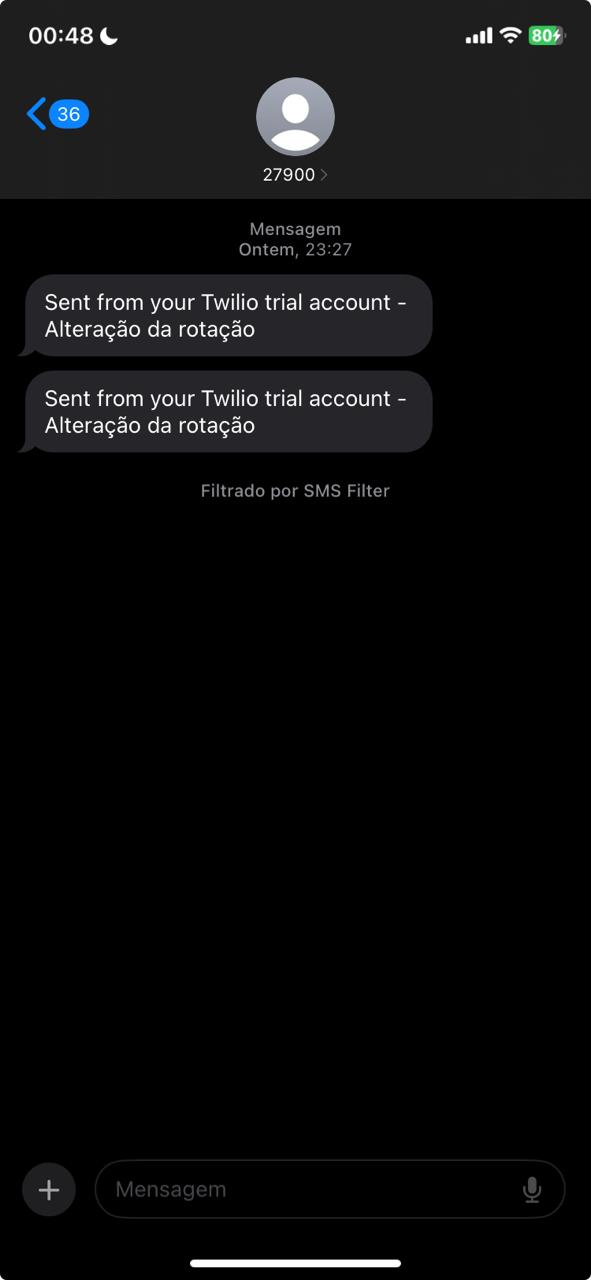 00:48
80
36
27900
Mensagem
Ontem, 23:27
Sent from your Twilio trial account -
Alteração da rotação
Sent from your Twilio trial account -
Alteração da rotação
Filtrado por SMS Filter
Mensagem